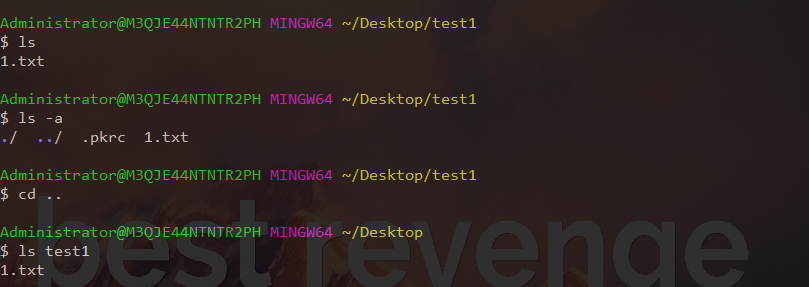 Administrator@M3QJE44NTNTR2PH MINGW64 ~/Desktop/test1
$ ls
1.txt
Administrator@M3QJE44NTNTR2PH MINGW64 ~/Desktop/test1
$ ls -a
./  ../  .pkrc  1.txt
Administrator@M3QJE44NTNTR2PH MINGW64 ~/Desktop/test1
$ cd ..
Administrator@M3QJE44NTNTR2PH MINGW64 ~/Desktop
$ ls test1
1.txt
best revenge